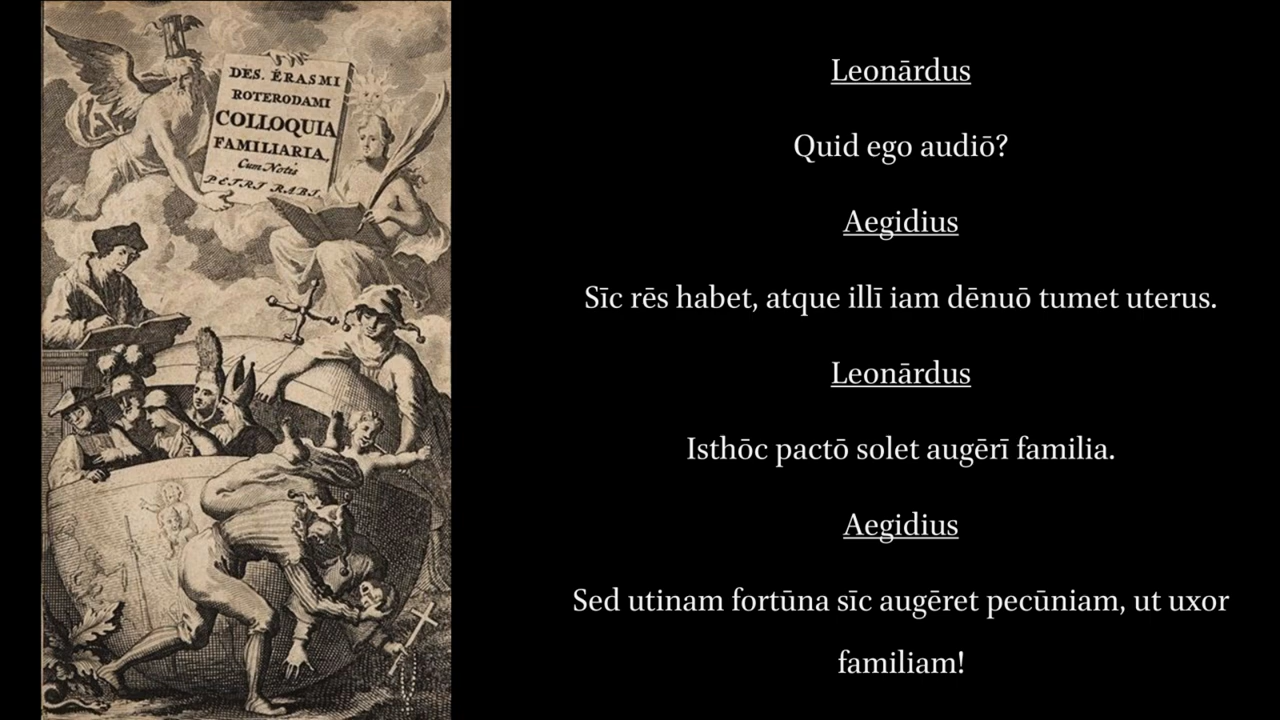 DES. ÉRASMI
ROTERODAMI
COLLOQUIA
FAMILIARIA,
Cum Notis
PETRI RABI.
Leonārdus
Quid ego audiō?
Aegidius
Sīc rēs habet, atque illī iam dēnuō tumet uterus.
Leonārdus
Isthōc pactō solet augērī familia.
Aegidius
Sed utinam fortūna sīc augēret pecūniam, ut uxor
familiam!